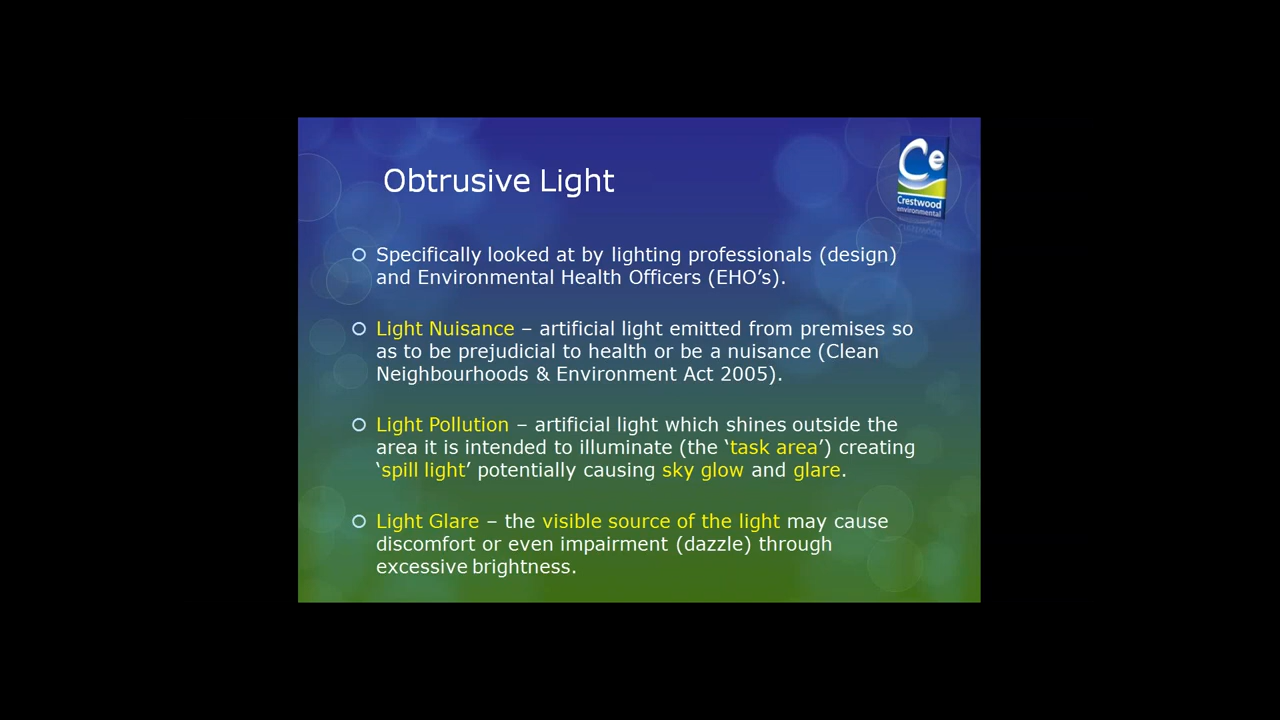 Obtrusive Light
Ce
Crestwood
environmental
Specifically looked at by lighting professionals (design)
and Environmental Health Officers (EHO’s).
Light Nuisance – artificial light emitted from premises so
as to be prejudicial to health or be a nuisance (Clean
Neighbourhoods & Environment Act 2005).
Light Pollution – artificial light which shines outside the
area it is intended to illuminate (the ‘task area’) creating
‘spill light’ potentially causing sky glow and glare.
Light Glare – the visible source of the light may cause
discomfort or even impairment (dazzle) through
excessive brightness.